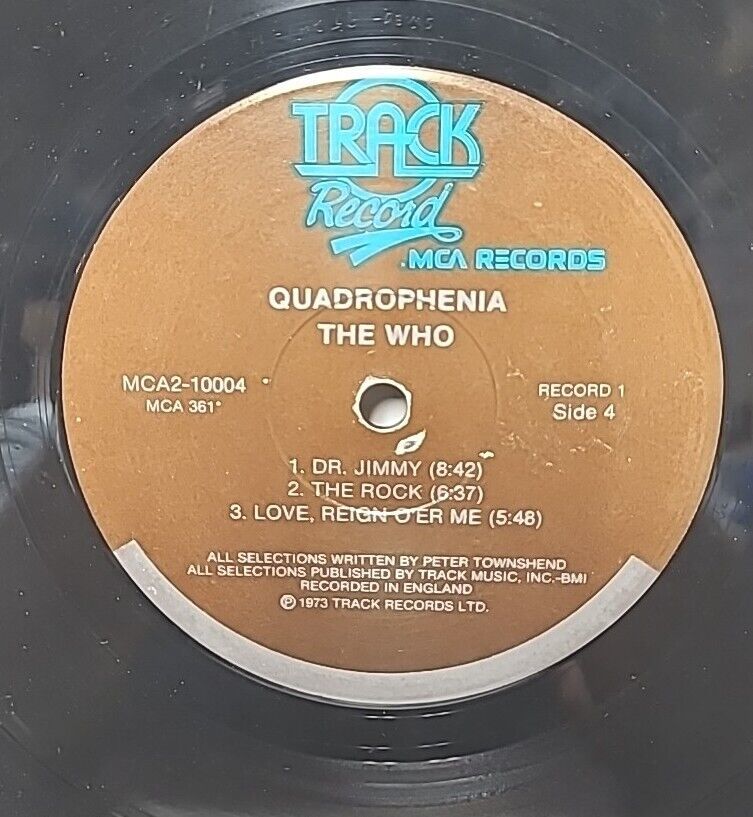 TRACK
Record
.MCA RECORDS
QUADROPHENIA
THE WHO
MCA2-10004
MCA 361*
RECORD 1
Side 4
1. DR. JIMMY (8:42)
2. THE ROCK (6:37)
3. LOVE, REIGN O'ER ME (5:48)
ALL SELECTIONS WRITTEN BY PETER TOWNSHEND
ALL SELECTIONS PUBLISHED BY TRACK MUSIC, INC.-BMI
RECORDED IN ENGLAND
℗ 1973 TRACK RECORDS LTD.